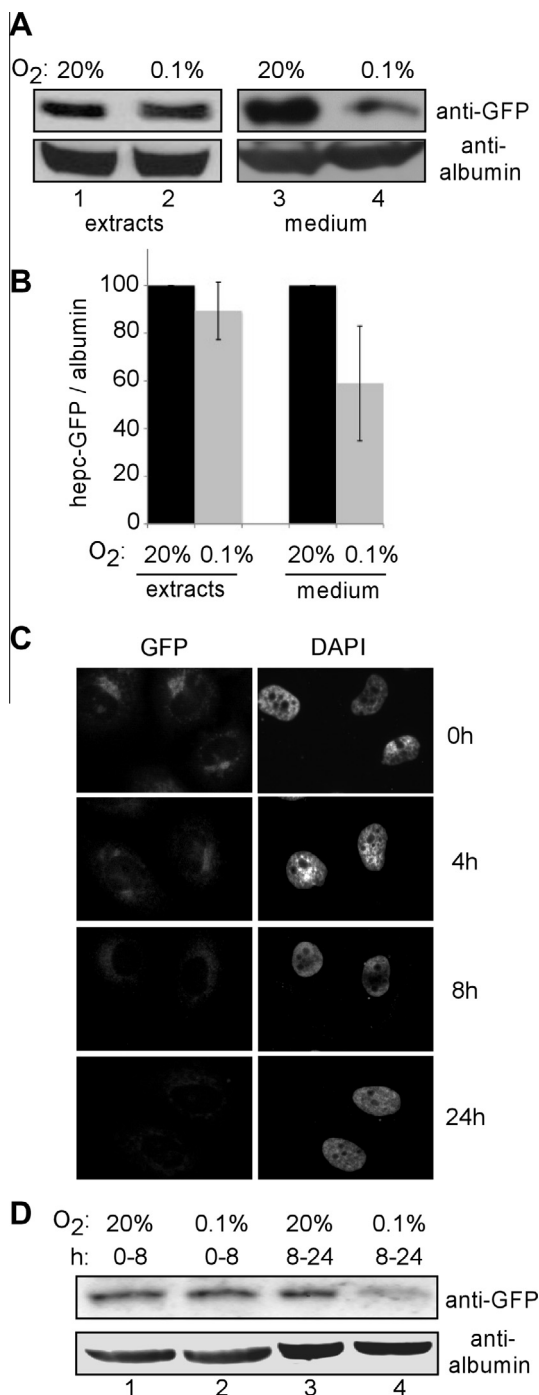 A
O2: 20% 0.1% 20% 0.1%
anti-GFP
anti-
albumin
1 2 3 4
extracts medium
B
hepc-GFP / albumin
100
80
60
40
20
0
O2: 20% 0.1% 20% 0.1%
extracts medium
C
GFP DAPI
0h
4h
8h
24h
D
O2: 20% 0.1% 20% 0.1%
h: 0-8 0-8 8-24 8-24
anti-GFP
anti-
albumin
1 2 3 4